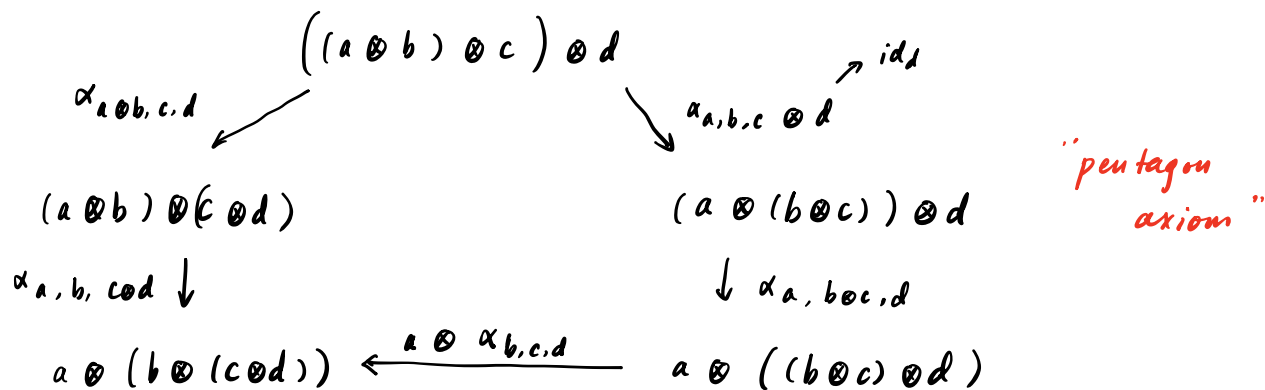 ((a ⊗ b) ⊗ c) ⊗ d
id_d
α_{a⊗b,c,d}
α_{a,b,c} ⊗ d
(a ⊗ b) ⊗ (c ⊗ d)
(a ⊗ (b ⊗ c)) ⊗ d
"pentagon
axiom"
α_{a,b,c⊗d}
α_{a,b⊗c,d}
a ⊗ α_{b,c,d}
a ⊗ (b ⊗ (c ⊗ d))
a ⊗ ((b ⊗ c) ⊗ d)